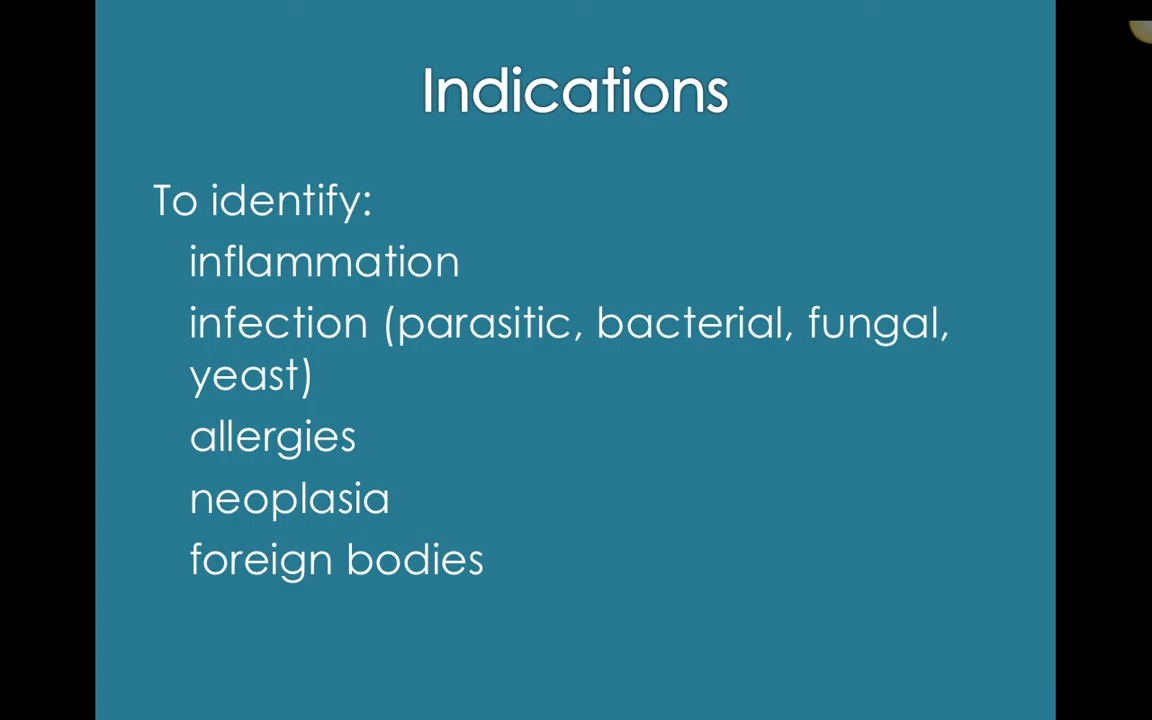 Indications
To identify:
inflammation
infection (parasitic, bacterial, fungal,
yeast)
allergies
neoplasia
foreign bodies